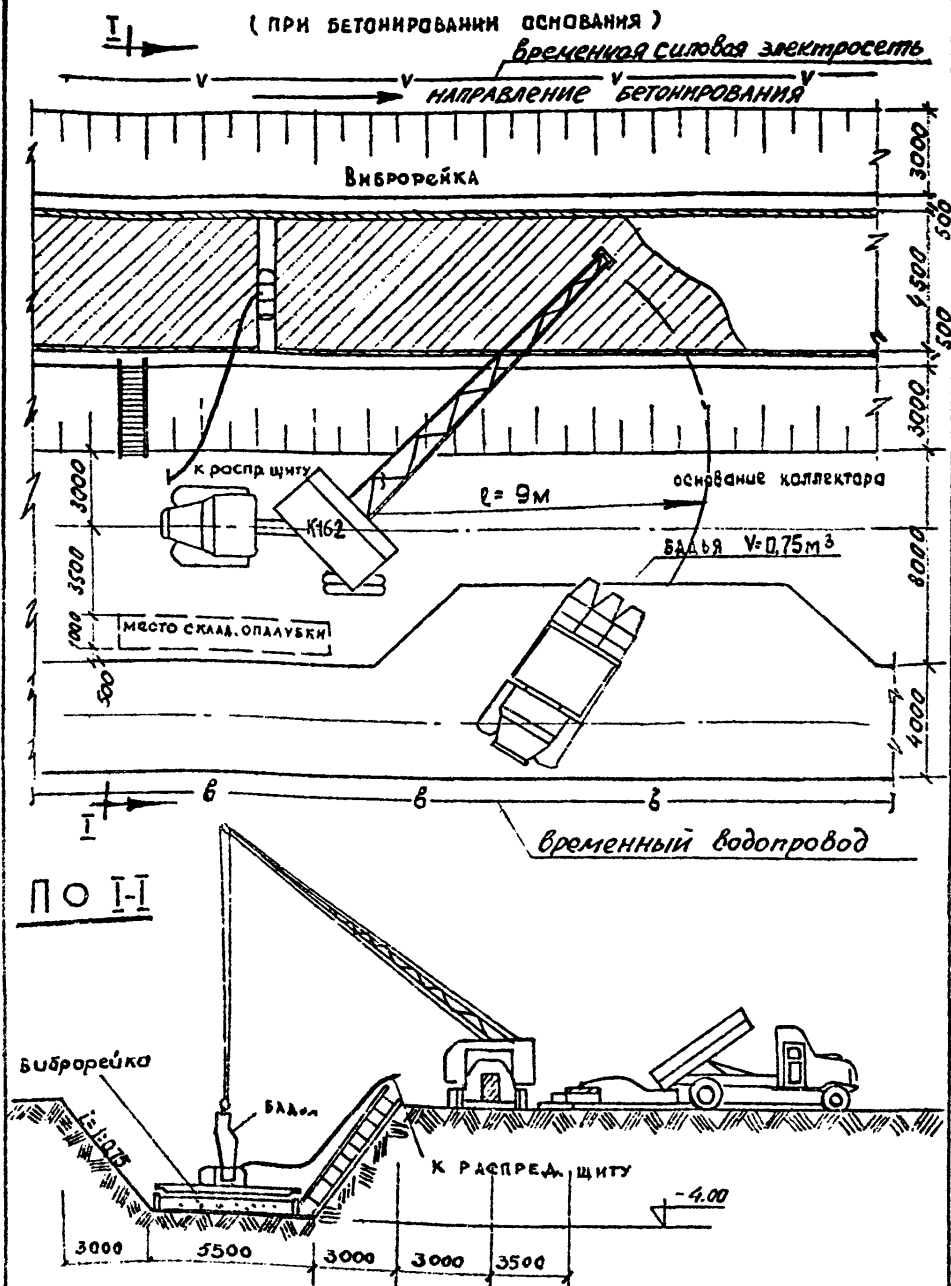 I
( ПРИ БЕТОНИРОВАНИИ ОСНОВАНИЯ )
временная силовая электросеть
v v v v
НАПРАВЛЕНИЕ БЕТОНИРОВАНИЯ
3000
Виброрейка
500
4500
500
3000
к распр. щиту
3000
основание коллектора
ℓ = 9м
К162
БАДЬЯ V=0,75м³
3500
8000
1000
место склад. опалубки
500
4000
в в в
I
временный водопровод
ПО I-I
Виброрейка
бадья
i=1:0,75
К РАСПРЕД. ЩИТУ
-4.00
3000 5500 3000 3000 3500